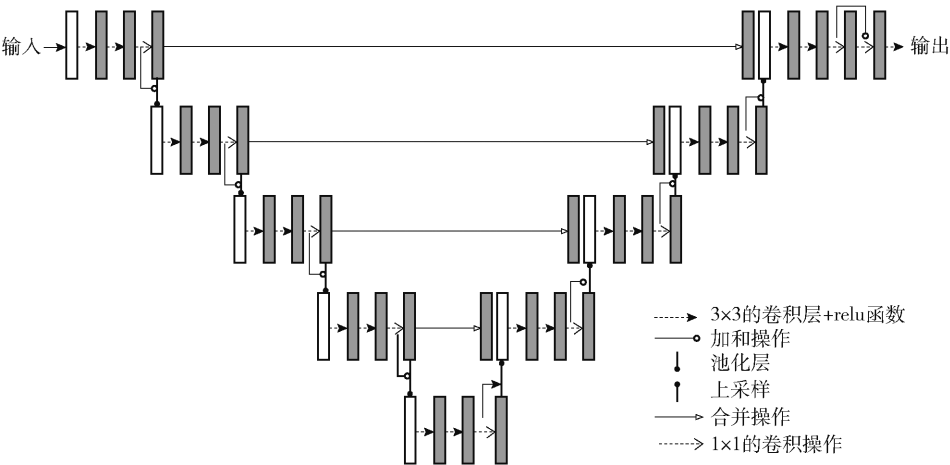 输入
输出
3×3的卷积层+relu函数
加和操作
池化层
上采样
合并操作
1×1的卷积操作